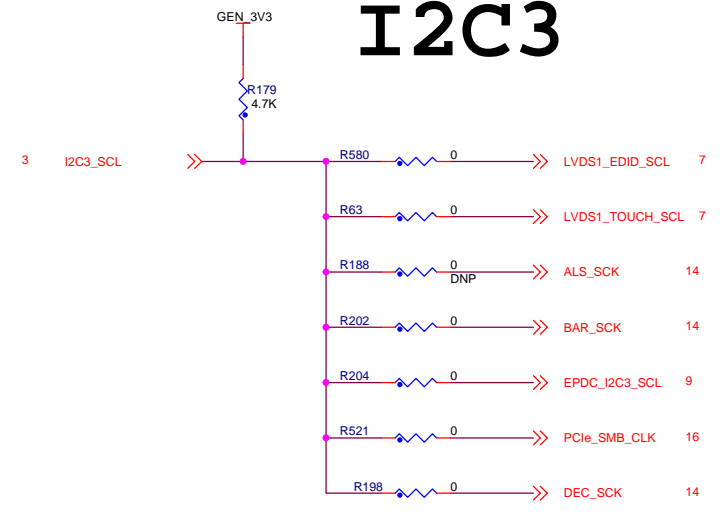 GEN_3V3
I2C3
R179
4.7K
3 I2C3_SCL
R580 0 LVDS1_EDID_SCL 7
R63 0 LVDS1_TOUCH_SCL 7
R188 0 ALS_SCK 14
DNP
R202 0 BAR_SCK 14
R204 0 EPDC_I2C3_SCL 9
R521 0 PCIe_SMB_CLK 16
R198 0 DEC_SCK 14